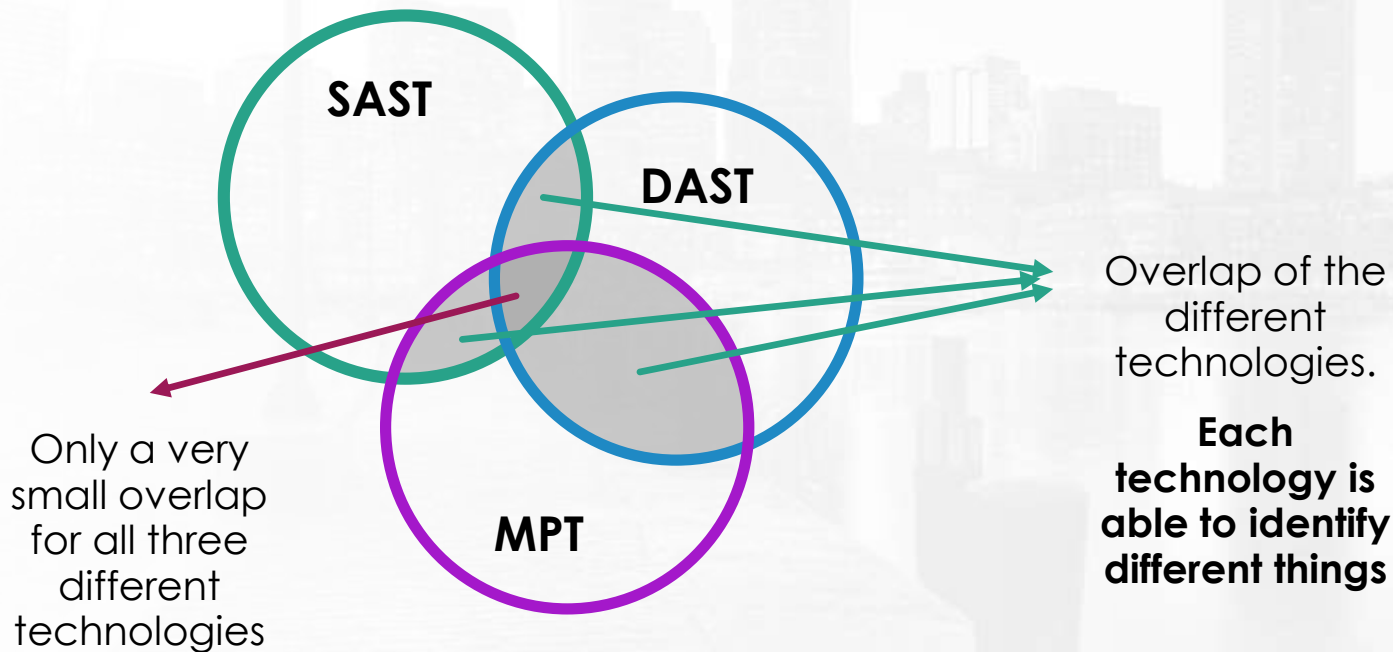 SAST
DAST
MPT
Overlap of the
different
technologies.
Each
technology is
able to identify
different things
Only a very
small overlap
for all three
different
technologies